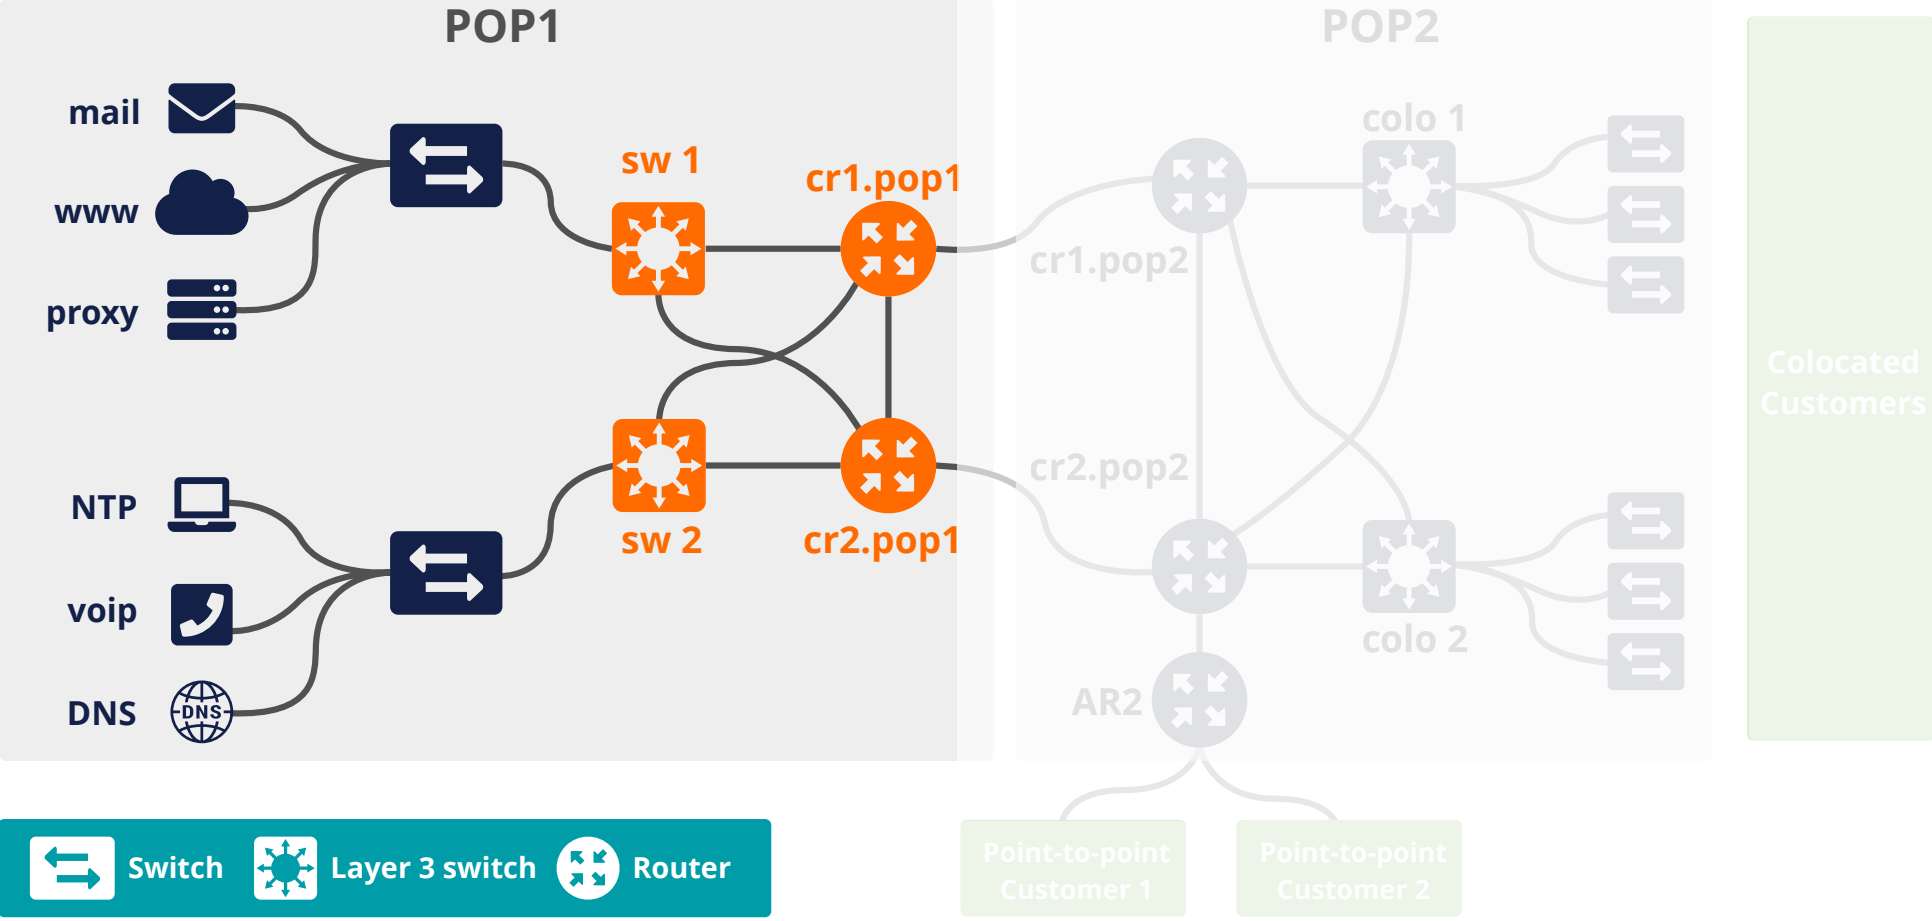 POP1
POP2
mail
www
proxy
NTP
voip
DNS
DNS
sw 1
cr1.pop1
sw 2
cr2.pop1
cr1.pop2
cr2.pop2
AR2
colo 1
colo 2
Colocated
Customers
Point-to-point
Customer 1
Point-to-point
Customer 2
Switch
Layer 3 switch
Router